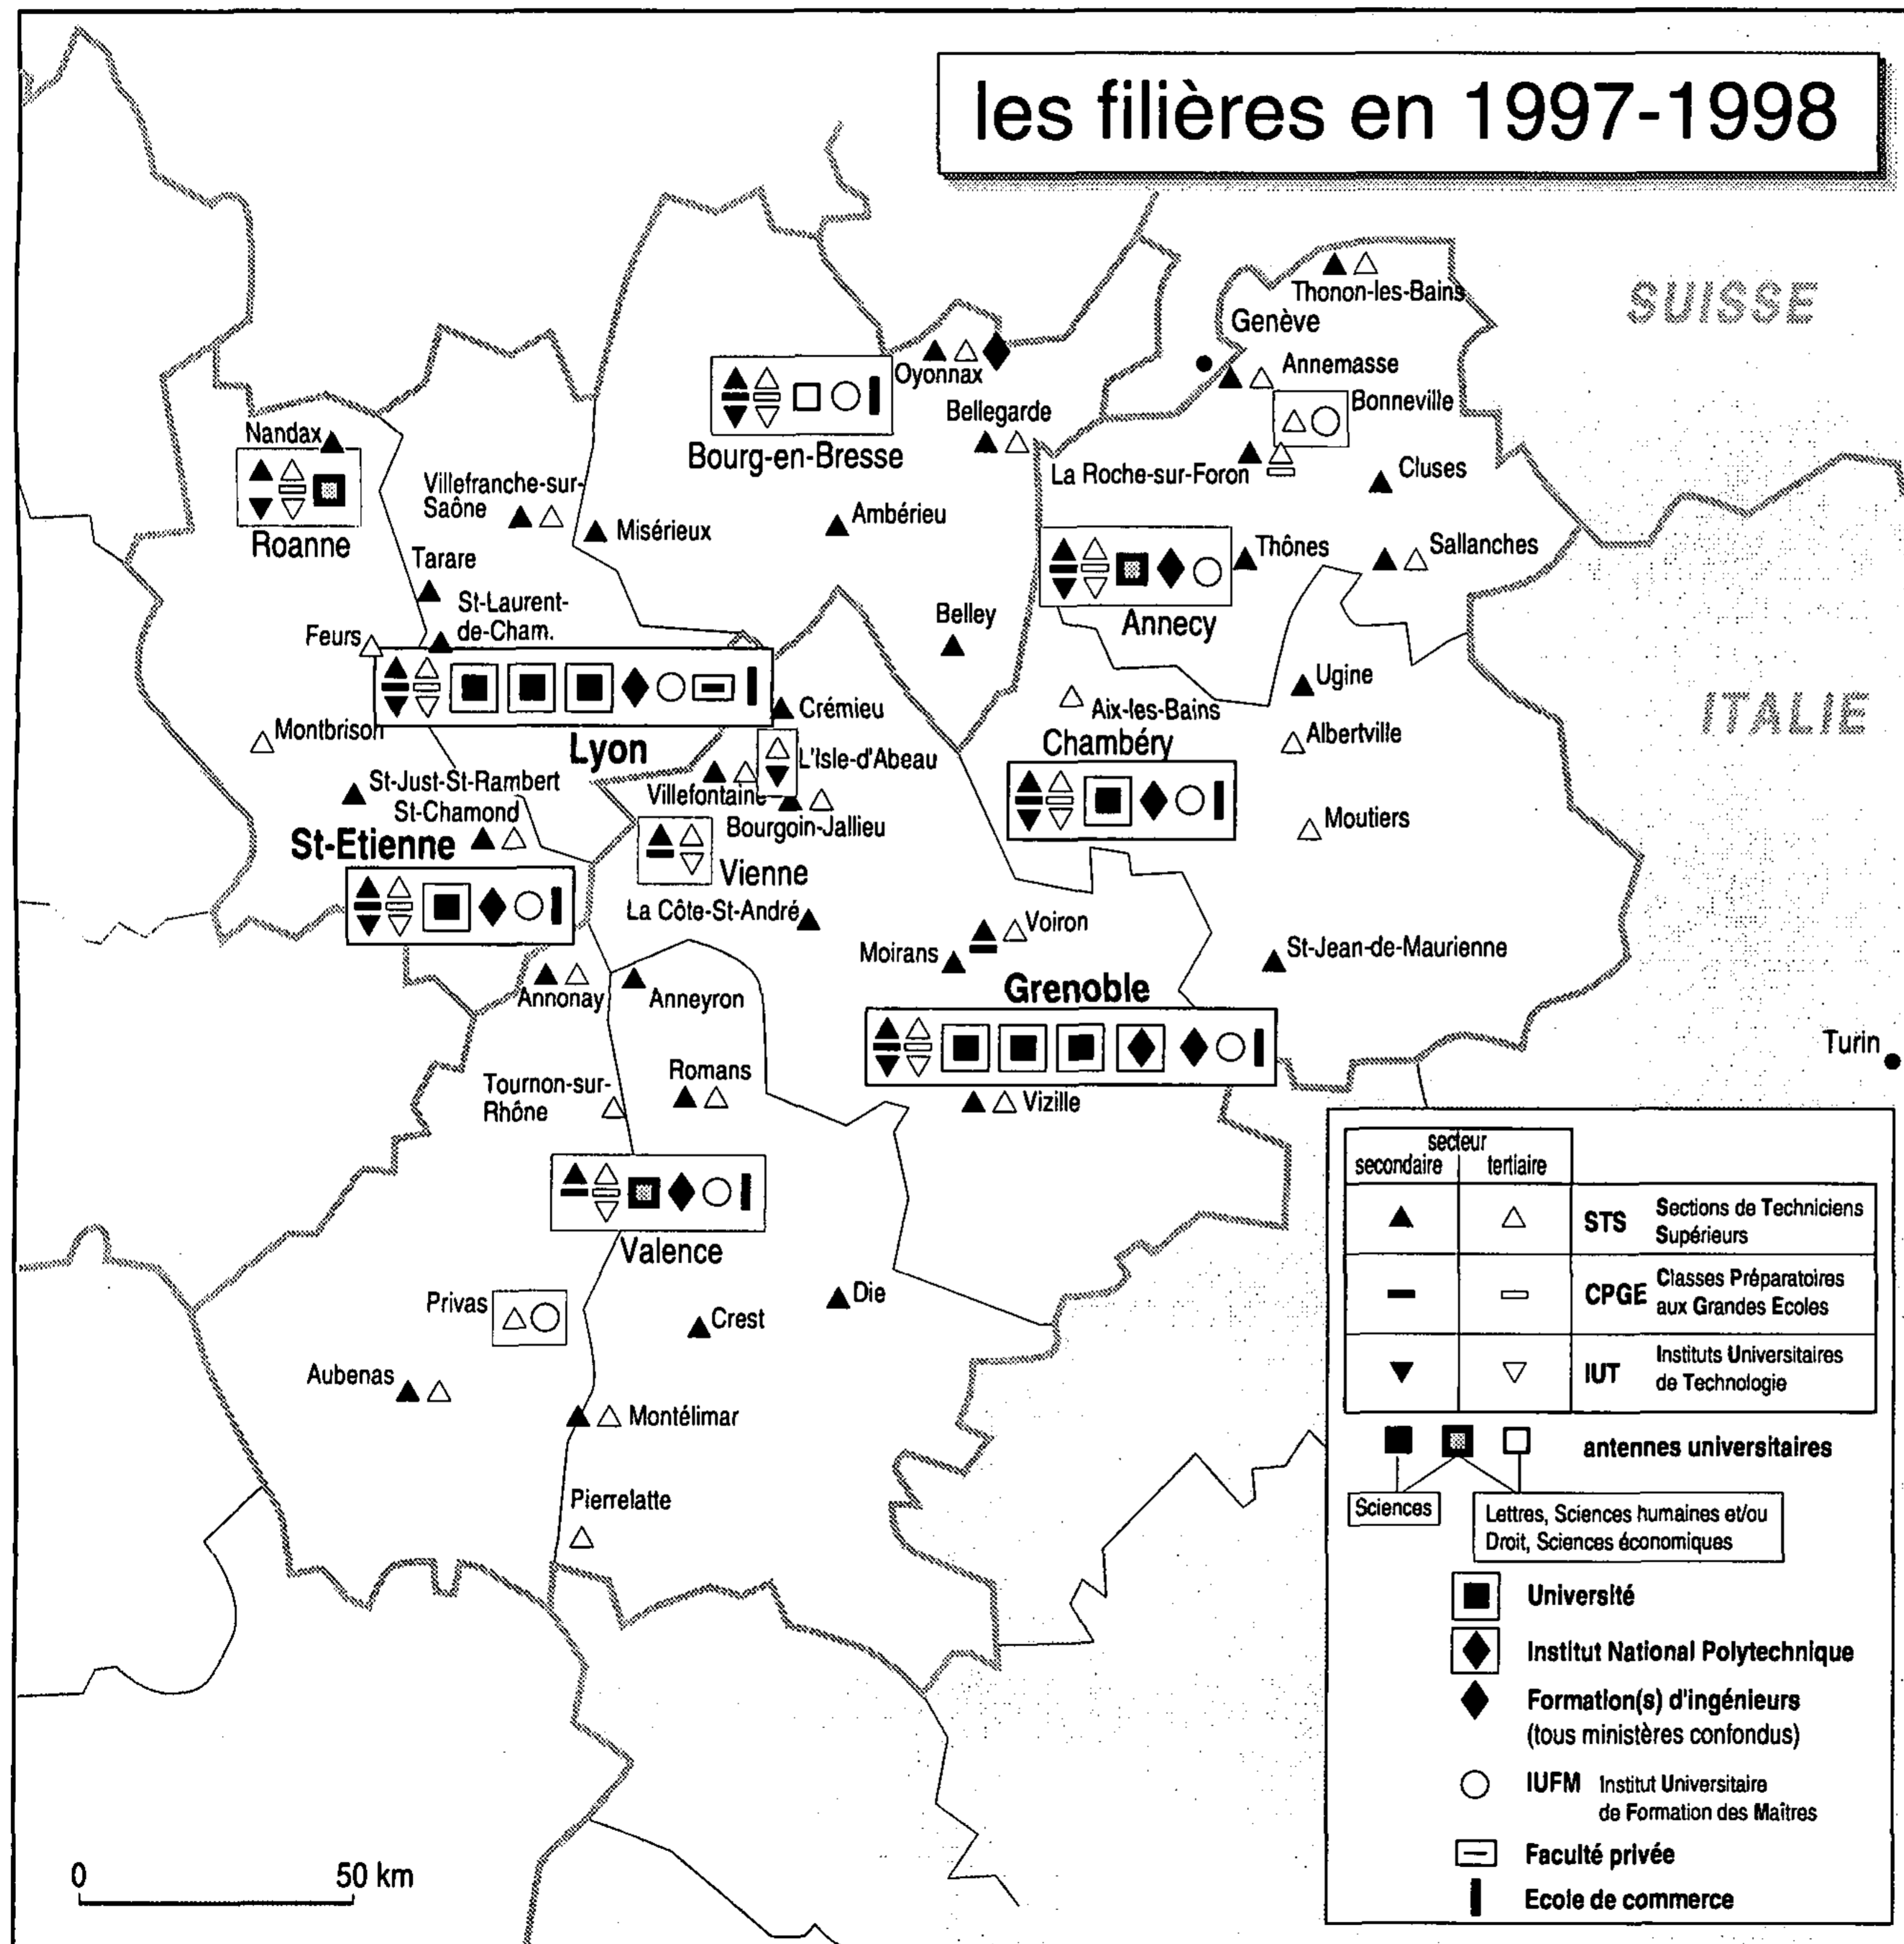 les filières en 1997-1998
SUISSE
ITALIE
Thonon-les-Bains
Genève
Annemasse
Bonneville
Oyonnax
Bellegarde
Bourg-en-Bresse
La Roche-sur-Foron
Cluses
Nandax
Roanne
Villefranche-sur-
Saône
Misérieux
Ambérieu
Thônes
Sallanches
Annecy
Tarare
St-Laurent-
de-Cham.
Feurs
Belley
Ugine
Aix-les-Bains
Albertville
Crémieu
Montbrison
Lyon
L'Isle-d'Abeau
Chambéry
St-Just-St-Rambert
St-Chamond
Villefontaine
Bourgoin-Jallieu
Moutiers
St-Etienne
Vienne
La Côte-St-André
Voiron
Moirans
St-Jean-de-Maurienne
Grenoble
Annonay
Anneyron
Turin
Tournon-sur-
Rhône
Romans
Vizille
Valence
Privas
Die
Crest
Aubenas
Montélimar
Pierrelatte
0 50 km
secteur
secondaire tertiaire
STS Sections de Techniciens
Supérieurs
CPGE Classes Préparatoires
aux Grandes Ecoles
IUT Instituts Universitaires
de Technologie
antennes universitaires
Sciences
Lettres, Sciences humaines et/ou
Droit, Sciences économiques
Université
Institut National Polytechnique
Formation(s) d'ingénieurs
(tous ministères confondus)
IUFM Institut Universitaire
de Formation des Maîtres
Faculté privée
Ecole de commerce